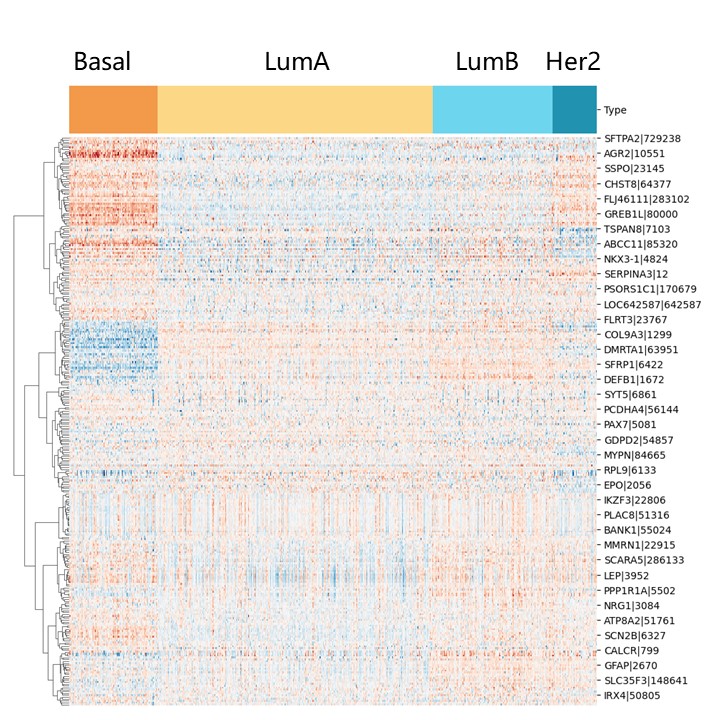 Basal LumA LumB Her2
Type
SFTPA2|729238
AGR2|10551
SSPO|23145
CHST8|64377
FLJ46111|283102
GREB1L|80000
TSPAN8|7103
ABCC11|85320
NKX3-1|4824
SERPINA3|12
PSORS1C1|170679
LOC642587|642587
FLRT3|23767
COL9A3|1299
DMRTA1|63951
SFRP1|6422
DEFB1|1672
SYT5|6861
PCDHA4|56144
PAX7|5081
GDPD2|54857
MYPN|84665
RPL9|6133
EPO|2056
IKZF3|22806
PLAC8|51316
BANK1|55024
MMRN1|22915
SCARA5|286133
LEP|3952
PPP1R1A|5502
NRG1|3084
ATP8A2|51761
SCN2B|6327
CALCR|799
GFAP|2670
SLC35F3|148641
IRX4|50805